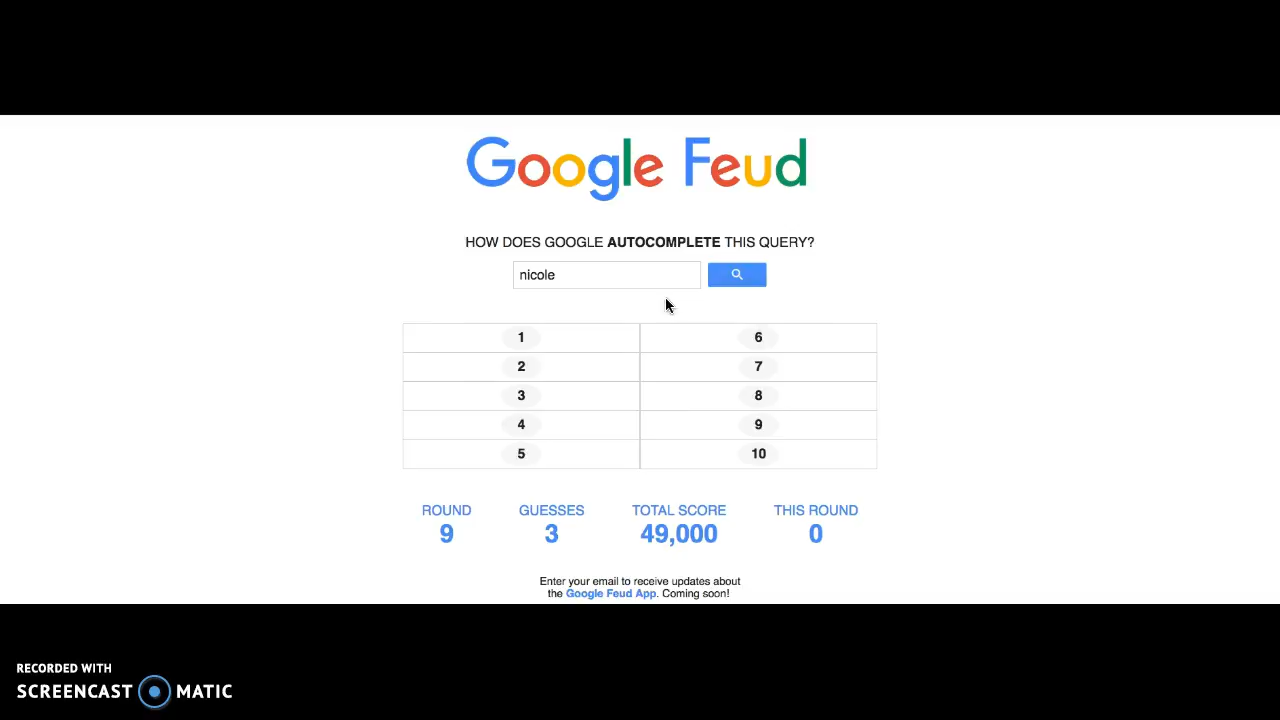 Google Feud
HOW DOES GOOGLE AUTOCOMPLETE THIS QUERY?
nicole
1
2
3
4
5
6
7
8
9
10
ROUND
9
GUESSES
3
TOTAL SCORE
49,000
THIS ROUND
0
Enter your email to receive updates about
the Google Feud App. Coming soon!
RECORDED WITH
SCREENCAST MATIC